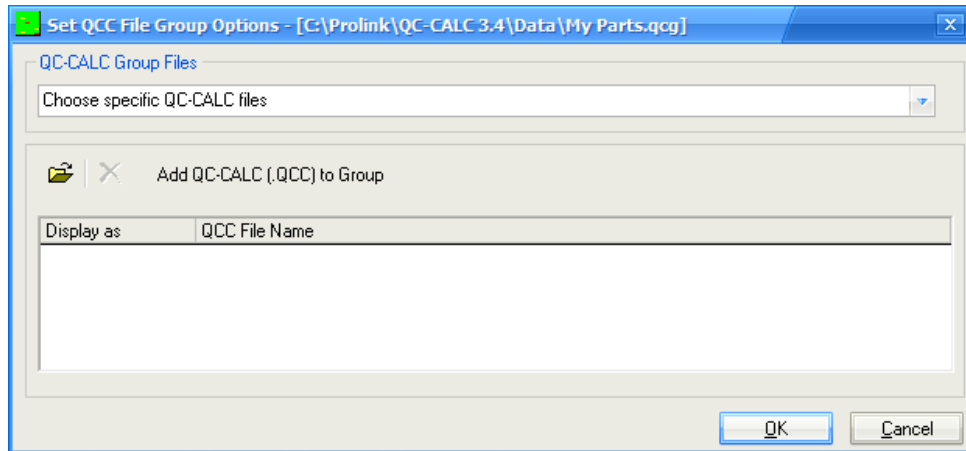 Set QCC File Group Options - [C:\Prolink\QC-CALC 3.4\Data\My Parts.qcg]
QC-CALC Group Files
Choose specific QC-CALC files
Add QC-CALC (.QCC) to Group
Display as QCC File Name
OK Cancel